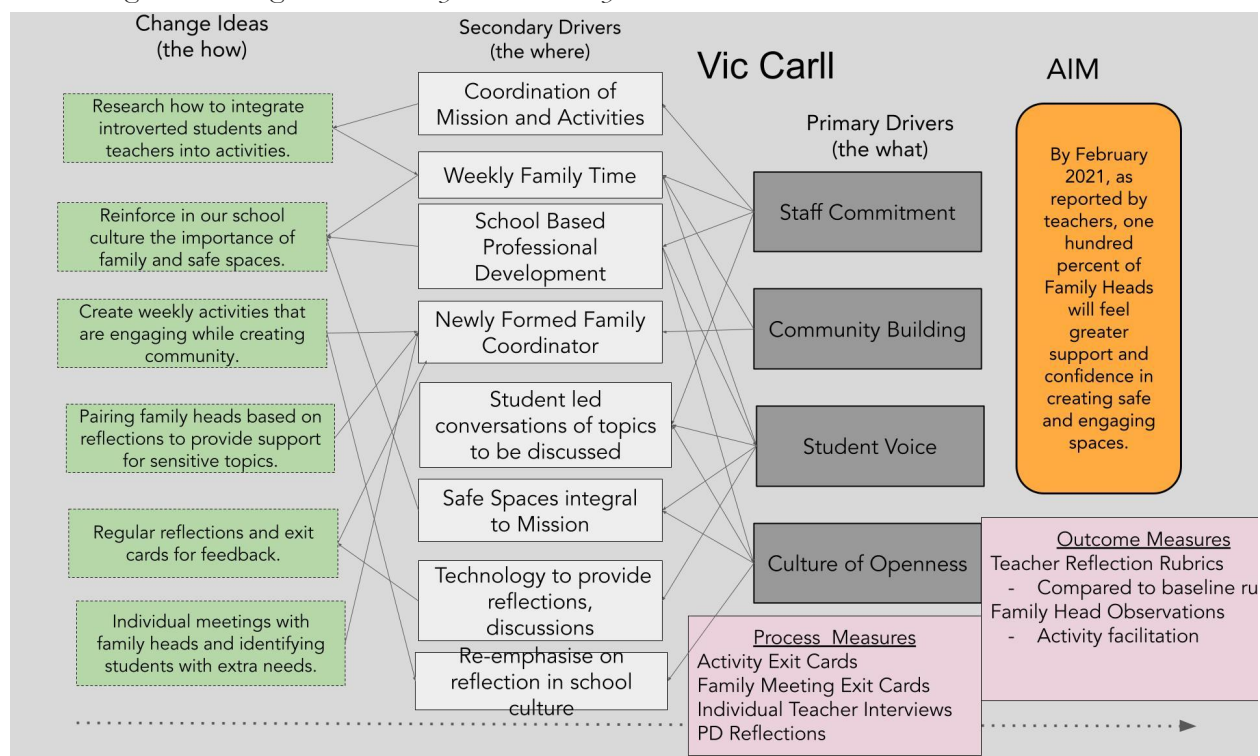 Change Ideas
(the how)
Research how to integrate
introverted students and
teachers into activities.
Reinforce in our school
culture the importance of
family and safe spaces.
Create weekly activities that
are engaging while creating
community.
Pairing family heads based on
reflections to provide support
for sensitive topics.
Regular reflections and exit
cards for feedback.
Individual meetings with
family heads and identifying
students with extra needs.
Secondary Drivers
(the where)
Coordination of
Mission and Activities
Weekly Family Time
School Based
Professional
Development
Newly Formed Family
Coordinator
Student led
conversations of topics
to be discussed
Safe Spaces integral
to Mission
Technology to provide
reflections,
discussions
Re-emphasise on
reflection in school
culture
Vic Carll
Primary Drivers
(the what)
Staff Commitment
Community Building
Student Voice
Culture of Openness
Process Measures
Activity Exit Cards
Family Meeting Exit Cards
Individual Teacher Interviews
PD Reflections
AIM
By February
2021, as
reported by
teachers, one
hundred
percent of
Family Heads
will feel
greater
support and
confidence in
creating safe
and engaging
spaces.
Outcome Measures
Teacher Reflection Rubrics
- Compared to baseline ru
Family Head Observations
- Activity facilitation